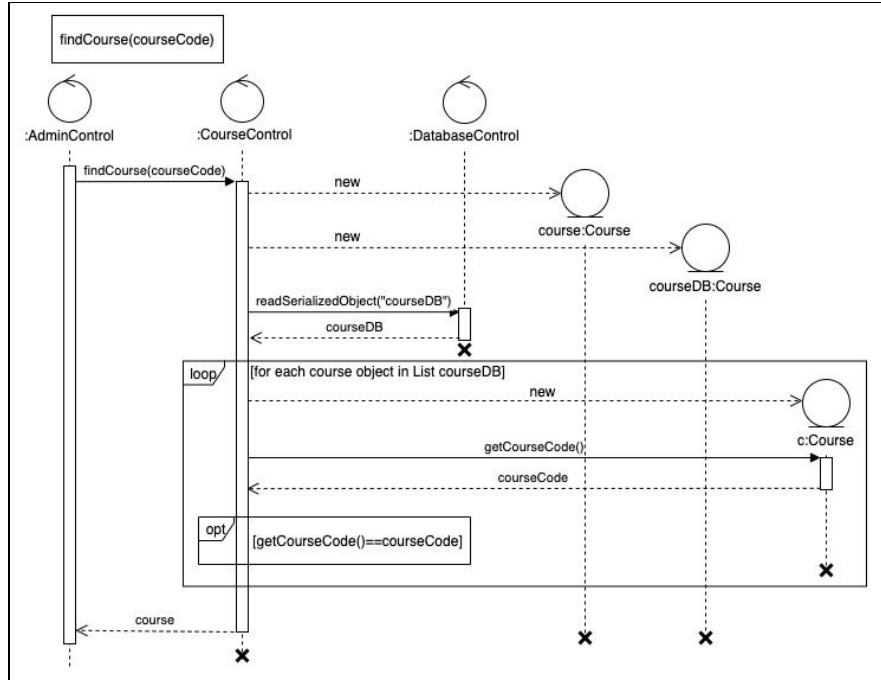 findCourse(courseCode)
:AdminControl
:CourseControl
:DatabaseControl
findCourse(courseCode)
new
course:Course
new
courseDB:Course
readSerializedObject("courseDB")
courseDB
loop
[for each course object in List courseDB]
new
c:Course
getCourseCode()
courseCode
opt
[getCourseCode()==courseCode]
course